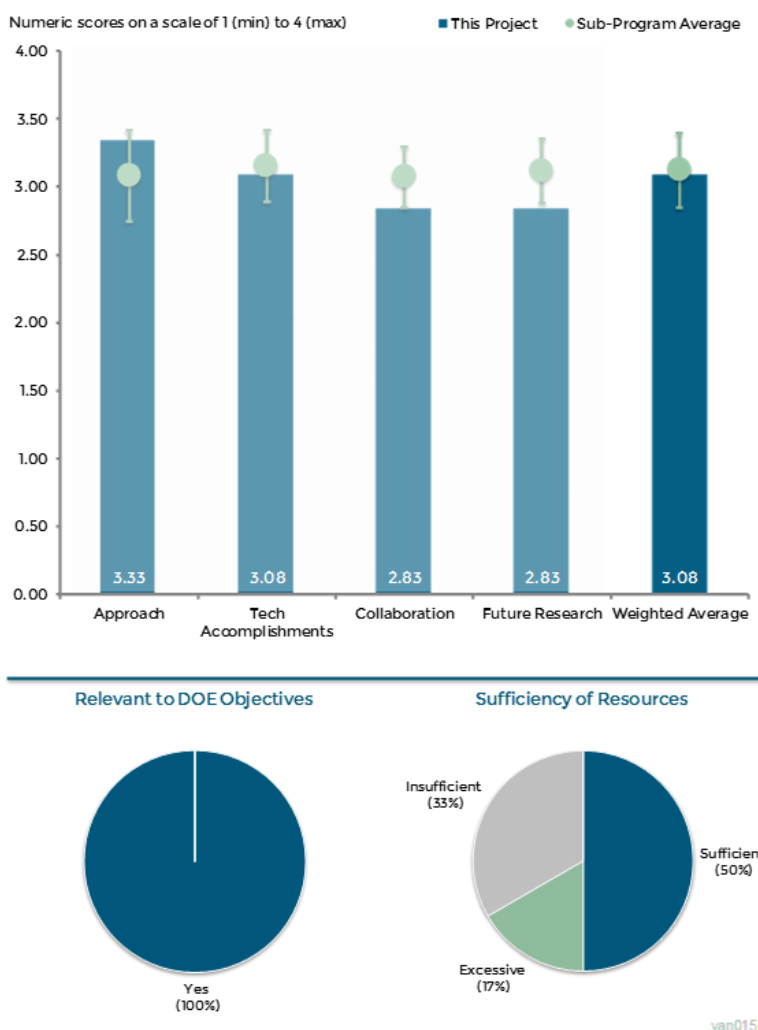 Numeric scores on a scale of 1 (min) to 4 (max)
This Project
Sub-Program Average
4.00
3.50
3.00
2.50
2.00
1.50
1.00
0.50
0.00
3.33
3.08
2.83
2.83
3.08
Approach
Tech
Accomplishments
Collaboration
Future Research
Weighted Average
Relevant to DOE Objectives
Sufficiency of Resources
Yes
(100%)
Insufficient
(33%)
Sufficien
(50%)
Excessive
(17%)
van015